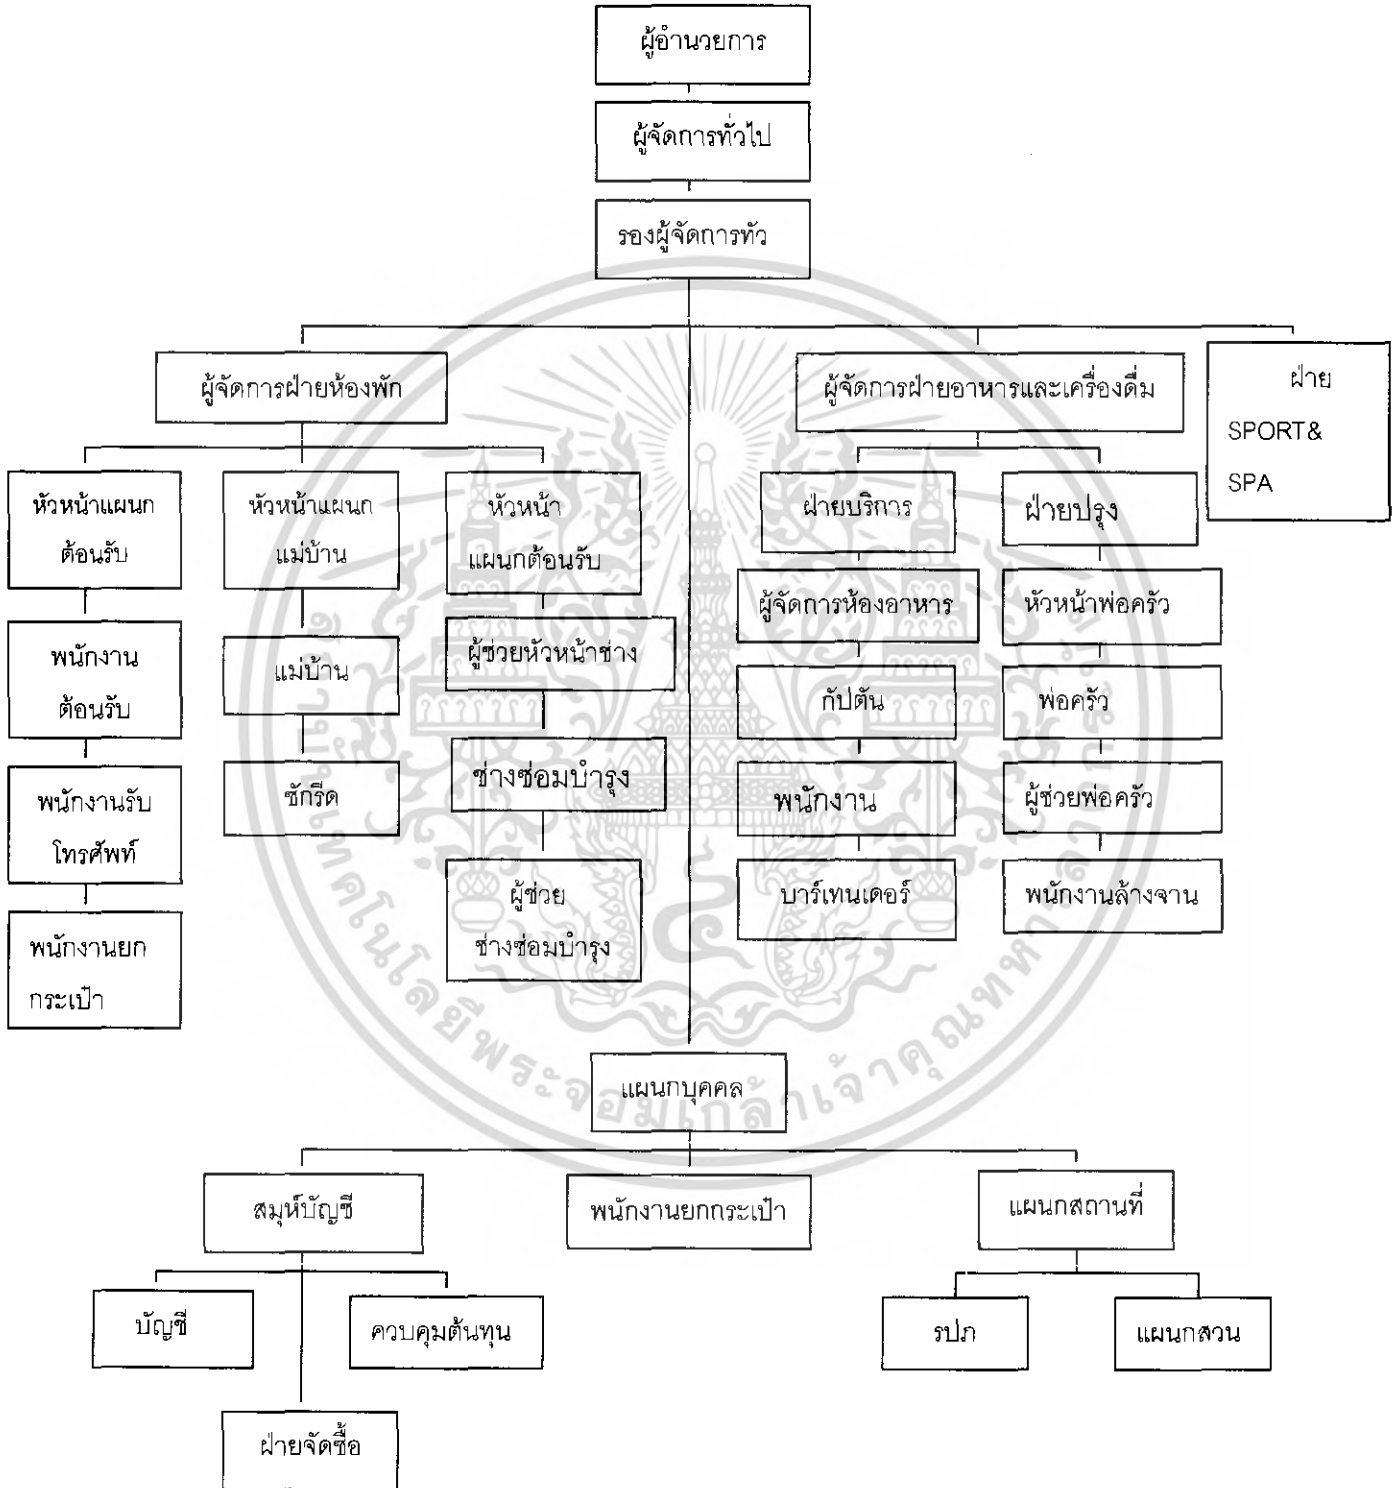 ผู้อำนวยการ
ผู้จัดการทั่วไป
รองผู้จัดการทั่ว
ผู้จัดการฝ่ายห้องพัก
ผู้จัดการฝ่ายอาหารและเครื่องดื่ม
ฝ่าย
SPORT&
SPA
หัวหน้าแผนก
ต้อนรับ
หัวหน้าแผนก
แม่บ้าน
หัวหน้า
แผนกต้อนรับ
ฝ่ายบริการ
ฝ่ายปรุง
ผู้จัดการห้องอาหาร
หัวหน้าพ่อครัว
พนักงาน
ต้อนรับ
แม่บ้าน
ผู้ช่วยหัวหน้าช่าง
กัปตัน
พ่อครัว
พนักงานรับ
โทรศัพท์
ซักรีด
ช่างซ่อมบำรุง
พนักงาน
ผู้ช่วยพ่อครัว
พนักงานยก
กระเป๋า
ผู้ช่วย
ช่างซ่อมบำรุง
บาร์เทนเดอร์
พนักงานล้างจาน
แผนกบุคคล
สมุห์บัญชี
พนักงานยกกระเป๋า
แผนกสถานที่
บัญชี
ควบคุมต้นทุน
รปภ
แผนกสวน
ฝ่ายจัดซื้อ